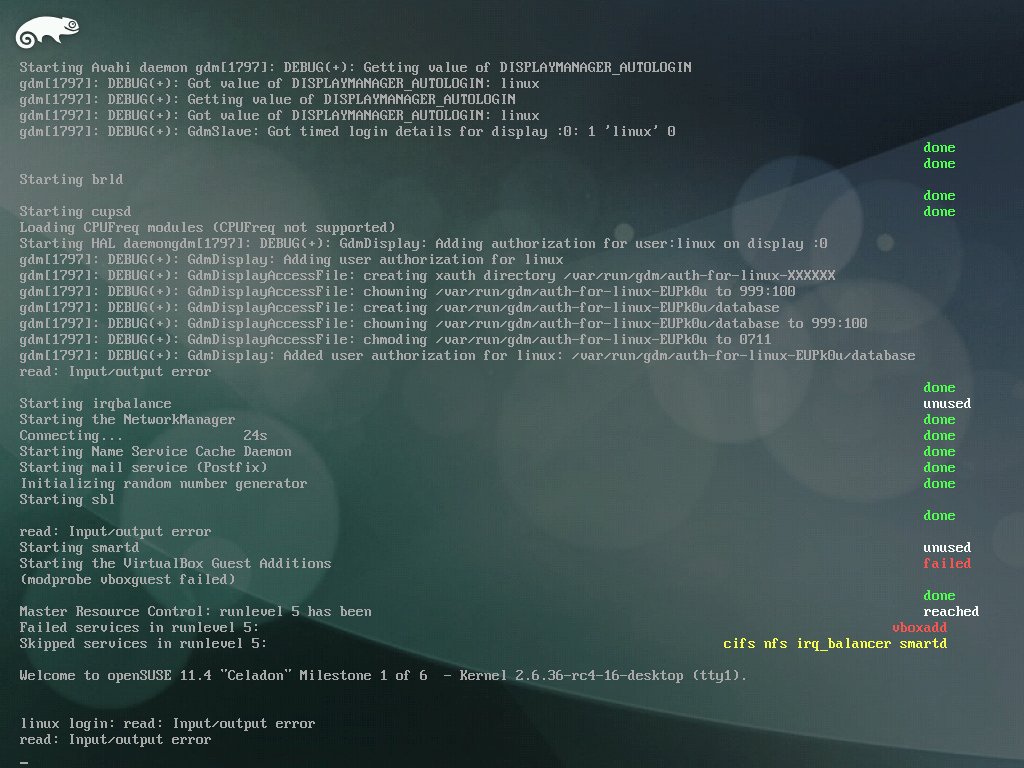 Starting Avahi daemon gdm[1797]: DEBUG(+): Getting value of DISPLAYMANAGER_AUTOLOGIN
gdm[1797]: DEBUG(+): Got value of DISPLAYMANAGER_AUTOLOGIN: linux
gdm[1797]: DEBUG(+): Getting value of DISPLAYMANAGER_AUTOLOGIN
gdm[1797]: DEBUG(+): Got value of DISPLAYMANAGER_AUTOLOGIN: linux
gdm[1797]: DEBUG(+): GdmSlave: Got timed login details for display :0: 1 'linux' 0
done
done
Starting brld
done
Starting cupsd done
Loading CPUFreq modules (CPUFreq not supported)
Starting HAL daemongdm[1797]: DEBUG(+): GdmDisplay: Adding authorization for user:linux on display :0
gdm[1797]: DEBUG(+): GdmDisplay: Adding user authorization for linux
gdm[1797]: DEBUG(+): GdmDisplayAccessFile: creating xauth directory /var/run/gdm/auth-for-linux-XXXXXX
gdm[1797]: DEBUG(+): GdmDisplayAccessFile: chowning /var/run/gdm/auth-for-linux-EUPk0u to 999:100
gdm[1797]: DEBUG(+): GdmDisplayAccessFile: creating /var/run/gdm/auth-for-linux-EUPk0u/database
gdm[1797]: DEBUG(+): GdmDisplayAccessFile: chowning /var/run/gdm/auth-for-linux-EUPk0u/database to 999:100
gdm[1797]: DEBUG(+): GdmDisplayAccessFile: chmoding /var/run/gdm/auth-for-linux-EUPk0u to 0711
gdm[1797]: DEBUG(+): GdmDisplay: Added user authorization for linux: /var/run/gdm/auth-for-linux-EUPk0u/database
read: Input/output error
done
Starting irqbalance unused
Starting the NetworkManager done
Connecting... 24s done
Starting Name Service Cache Daemon done
Starting mail service (Postfix) done
Initializing random number generator done
Starting sbl
done
read: Input/output error
Starting smartd unused
Starting the VirtualBox Guest Additions failed
(modprobe vboxguest failed)
done
Master Resource Control: runlevel 5 has been reached
Failed services in runlevel 5: vboxadd
Skipped services in runlevel 5: cifs nfs irq_balancer smartd
Welcome to openSUSE 11.4 "Celadon" Milestone 1 of 6 - Kernel 2.6.36-rc4-16-desktop (tty1).
linux login: read: Input/output error
read: Input/output error
_